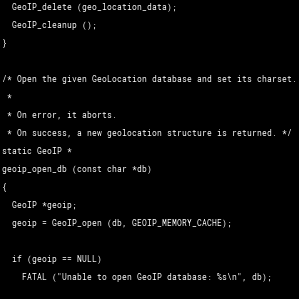 GeoIP_delete (geo_location_data);
GeoIP_cleanup ();
}
/* Open the given GeoLocation database and set its charset.
*
* On error, it aborts.
* On success, a new geolocation structure is returned. */
static GeoIP *
geoip_open_db (const char *db)
{
GeoIP *geoip;
geoip = GeoIP_open (db, GEOIP_MEMORY_CACHE);
if (geoip == NULL)
FATAL ("Unable to open GeoIP database: %s\n", db);